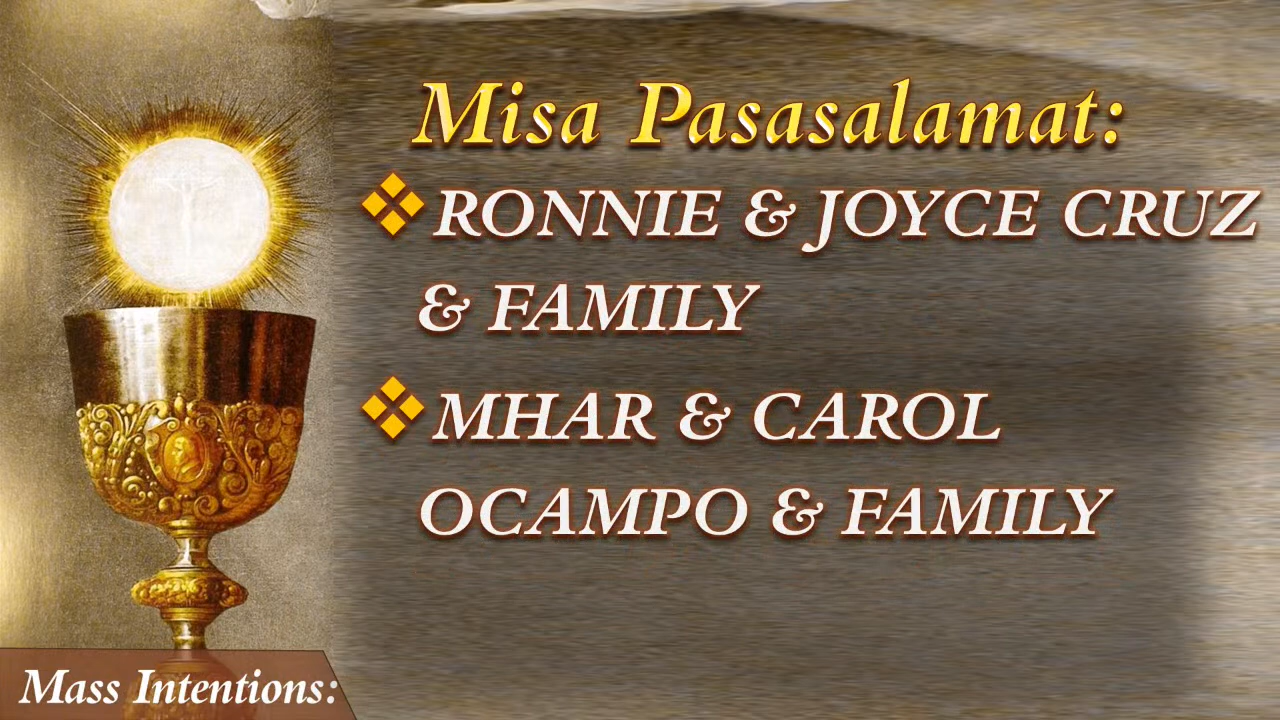 Misa Pasasalamat:
❖RONNIE & JOYCE CRUZ
& FAMILY
❖MHAR & CAROL
OCAMPO & FAMILY
Mass Intentions: